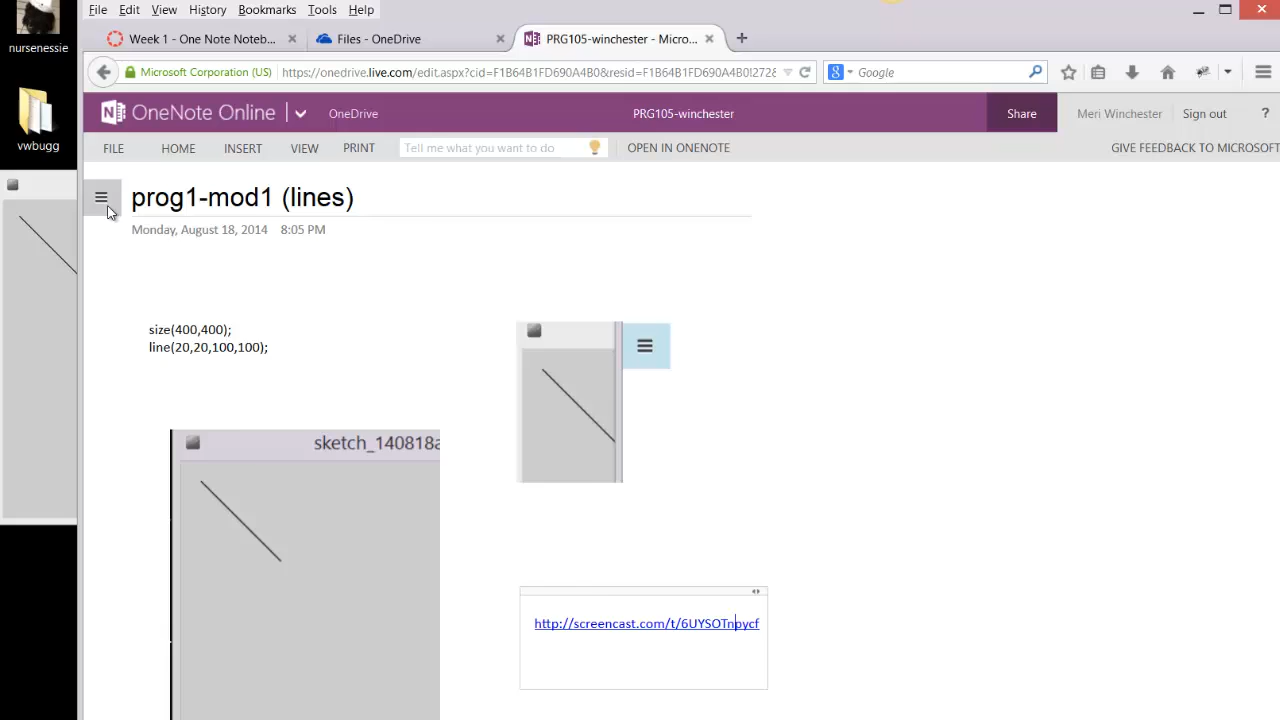 nursenessie
vwbugg
File Edit View History Bookmarks Tools Help
Week 1 - One Note Noteb... Files - OneDrive PRG105-winchester - Micro...
Microsoft Corporation (US) https://onedrive.live.com/edit.aspx?cid=F1B64B1FD690A4B0&resid=F1B64B1FD690A4B0!2728 Google
OneNote Online OneDrive PRG105-winchester Share Meri Winchester Sign out ?
FILE HOME INSERT VIEW PRINT Tell me what you want to do OPEN IN ONENOTE GIVE FEEDBACK TO MICROSOFT
prog1-mod1 (lines)
Monday, August 18, 2014 8:05 PM
size(400,400);
line(20,20,100,100);
sketch_140818a
http://screencast.com/t/6UYSOTnpycf